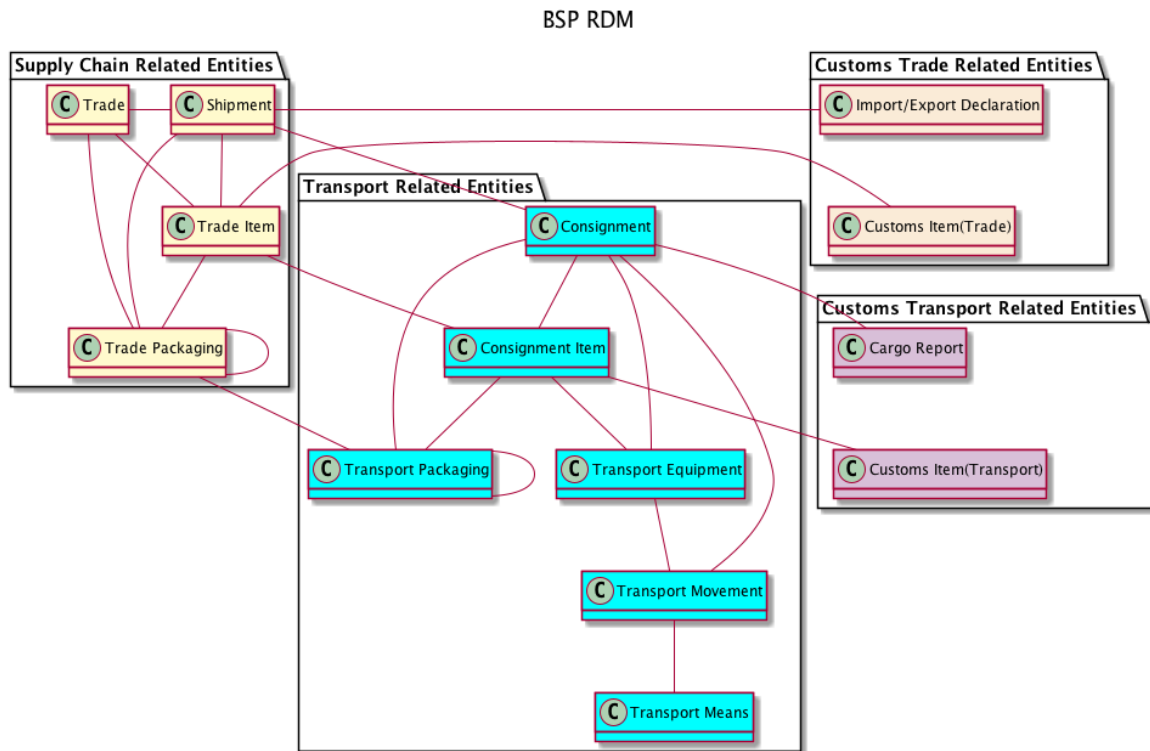 BSP RDM
Supply Chain Related Entities
C Trade
C Shipment
C Trade Item
C Trade Packaging
Transport Related Entities
C Consignment
C Consignment Item
C Transport Packaging
C Transport Equipment
C Transport Movement
C Transport Means
Customs Trade Related Entities
C Import/Export Declaration
C Customs Item(Trade)
Customs Transport Related Entities
C Cargo Report
C Customs Item(Transport)